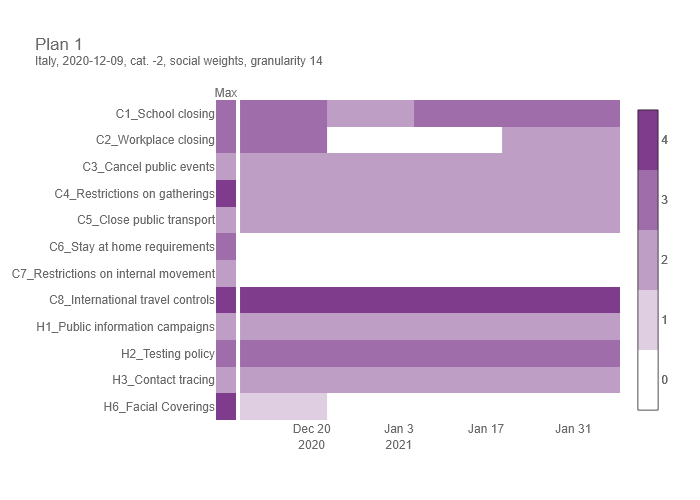 Plan 1
Italy, 2020-12-09, cat. -2, social weights, granularity 14
Max
C1_School closing
C2_Workplace closing
C3_Cancel public events
C4_Restrictions on gatherings
C5_Close public transport
C6_Stay at home requirements
C7_Restrictions on internal movement
C8_International travel controls
H1_Public information campaigns
H2_Testing policy
H3_Contact tracing
H6_Facial Coverings
4
3
2
1
0
Dec 20 Jan 3 Jan 17 Jan 31
2020 2021